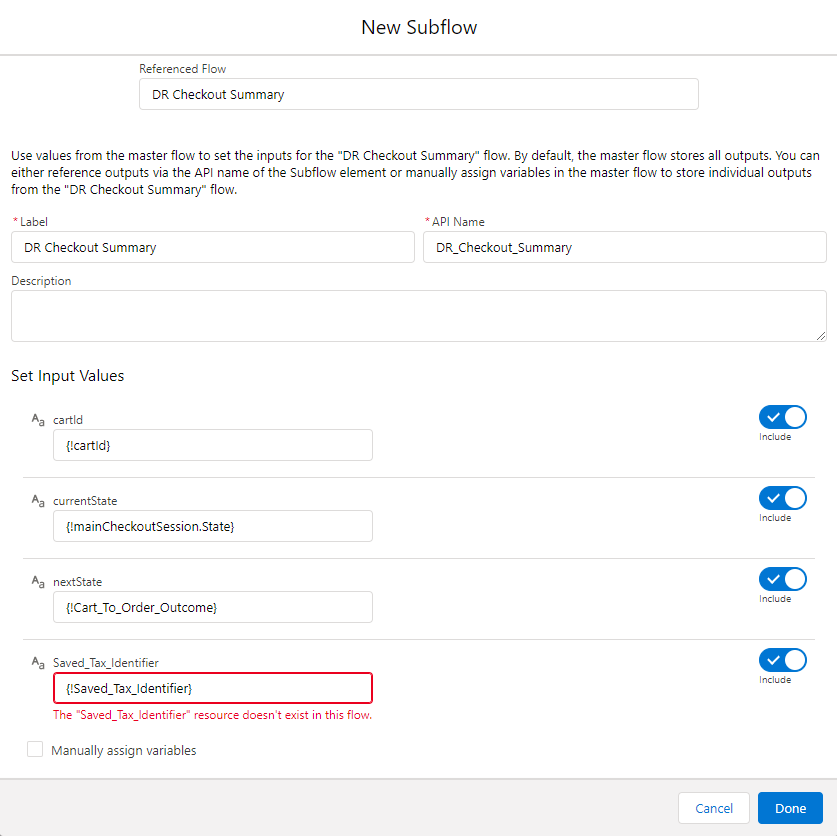 New Subflow
Referenced Flow
DR Checkout Summary
Use values from the master flow to set the inputs for the "DR Checkout Summary" flow. By default, the master flow stores all outputs. You can
either reference outputs via the API name of the Subflow element or manually assign variables in the master flow to store individual outputs
from the "DR Checkout Summary" flow.
* Label
* API Name
DR Checkout Summary
DR_Checkout_Summary
Description
Set Input Values
Aa cartId
{!cartId}
Include
Aa currentState
{!mainCheckoutSession.State}
Include
Aa nextState
{!Cart_To_Order_Outcome}
Include
Aa Saved_Tax_Identifier
{!Saved_Tax_Identifier}
Include
The "Saved_Tax_Identifier" resource doesn't exist in this flow.
Manually assign variables
Cancel
Done